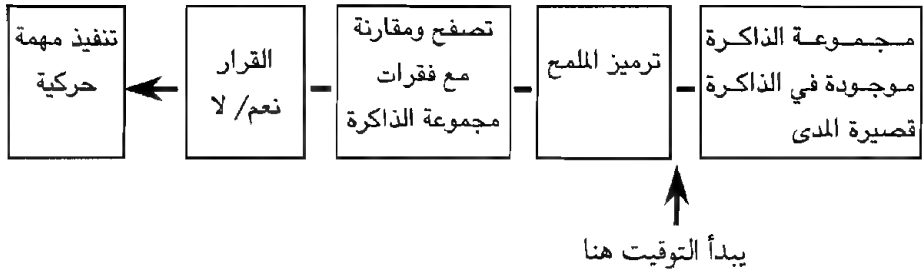 مجموعة الذاكرة
موجودة في الذاكرة
قصيرة المدى
ترميز الملمح
تصفح ومقارنة
مع فقرات
مجموعة الذاكرة
القرار
نعم/ لا
تنفيذ مهمة
حركية
يبدأ التوقيت هنا